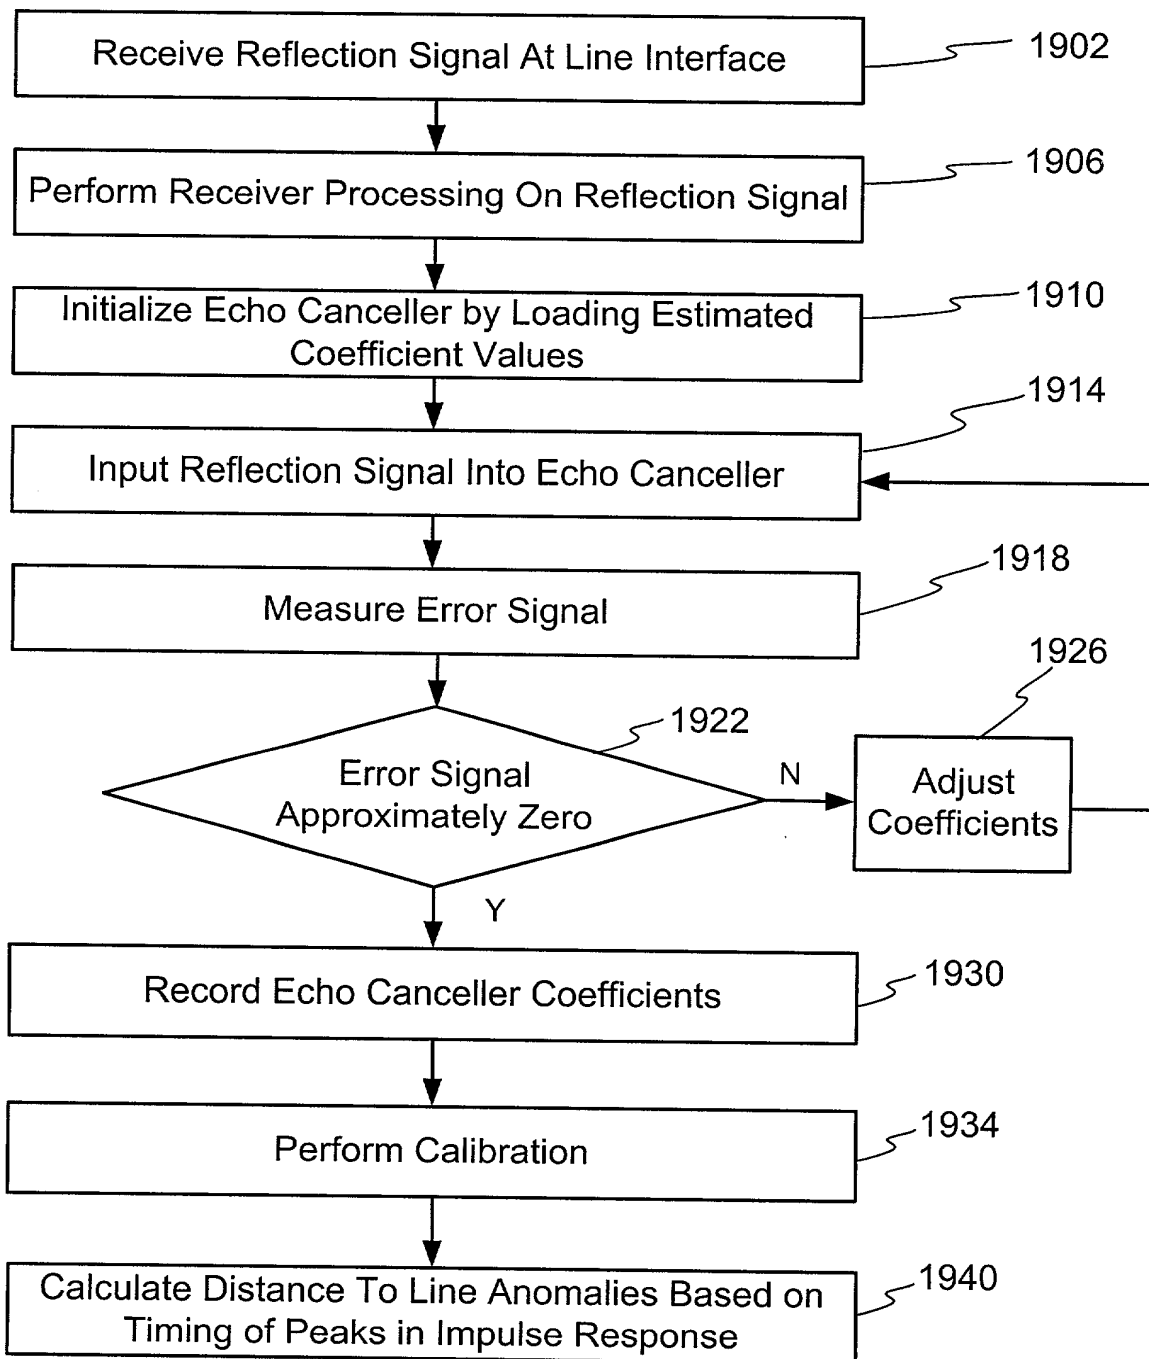 Receive Reflection Signal At Line Interface
1902
Perform Receiver Processing On Reflection Signal
1906
Initialize Echo Canceller by Loading Estimated
Coefficient Values
1910
Input Reflection Signal Into Echo Canceller
1914
Measure Error Signal
1918
Error Signal
Approximately Zero
1922
N
Adjust
Coefficients
1926
Y
Record Echo Canceller Coefficients
1930
Perform Calibration
1934
Calculate Distance To Line Anomalies Based on
Timing of Peaks in Impulse Response
1940